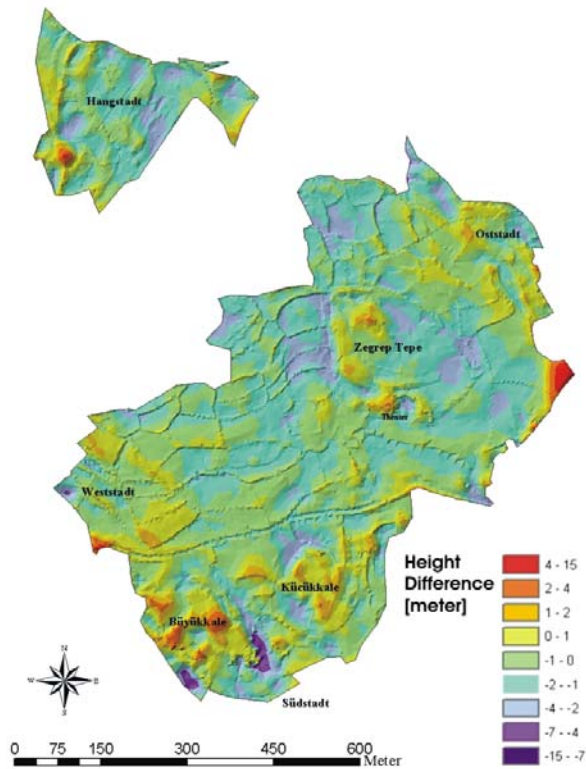 Hangstadt
Oststadt
Zegrep Tepe
Theater
Weststadt
Kücükkale
Büyükkale
Südstadt
N
W E
S
Height
Difference
[meter]
4 - 15
2 - 4
1 - 2
0 - 1
-1 - 0
-2 - -1
-4 - -2
-7 - -4
-15 - -7
0 75 150 300 450 600
Meter